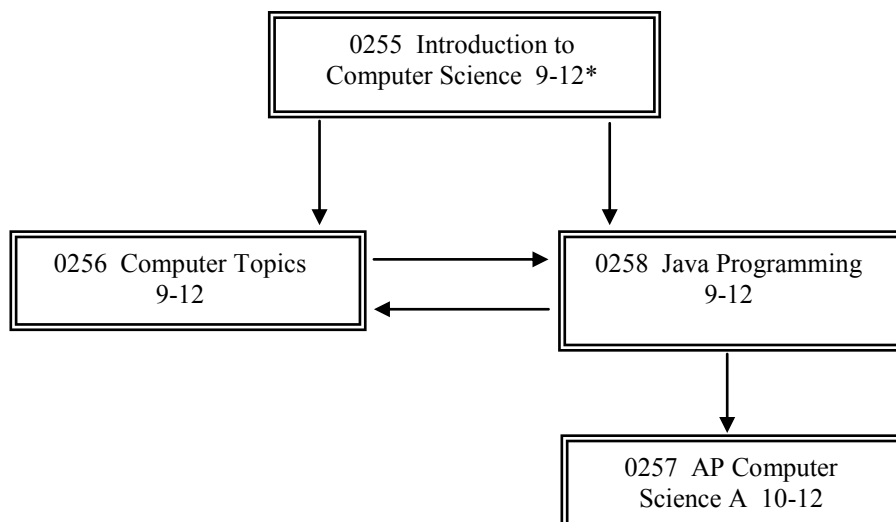 0255 Introduction to
Computer Science 9-12*
0256 Computer Topics
9-12
0258 Java Programming
9-12
0257 AP Computer
Science A 10-12